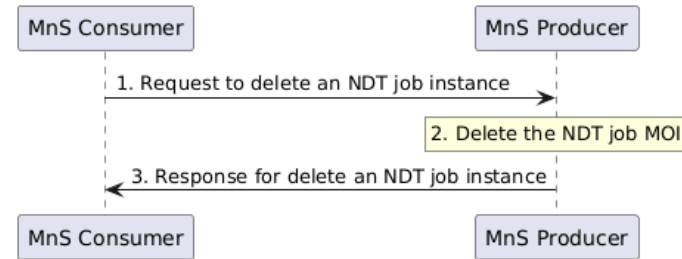 MnS Consumer
MnS Producer
1. Request to delete an NDT job instance
2. Delete the NDT job MOI
3. Response for delete an NDT job instance
MnS Consumer
MnS Producer